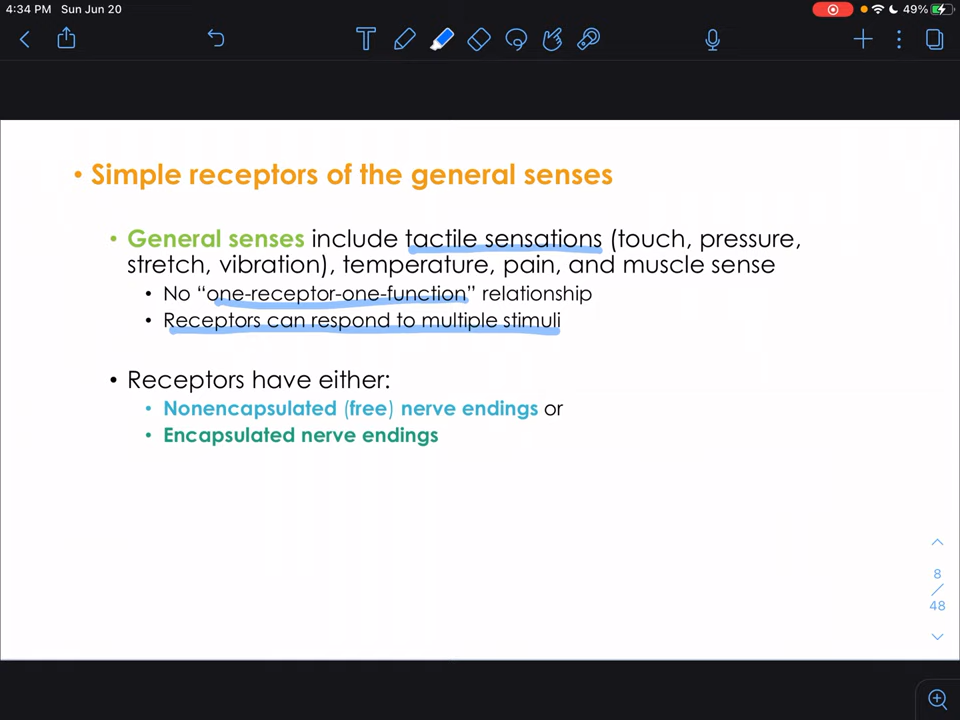 4:34 PM Sun Jun 20
49%
T
• Simple receptors of the general senses
• General senses include tactile sensations (touch, pressure,
stretch, vibration), temperature, pain, and muscle sense
• No “one-receptor-one-function” relationship
• Receptors can respond to multiple stimuli
• Receptors have either:
• Nonencapsulated (free) nerve endings or
• Encapsulated nerve endings
8
/
48